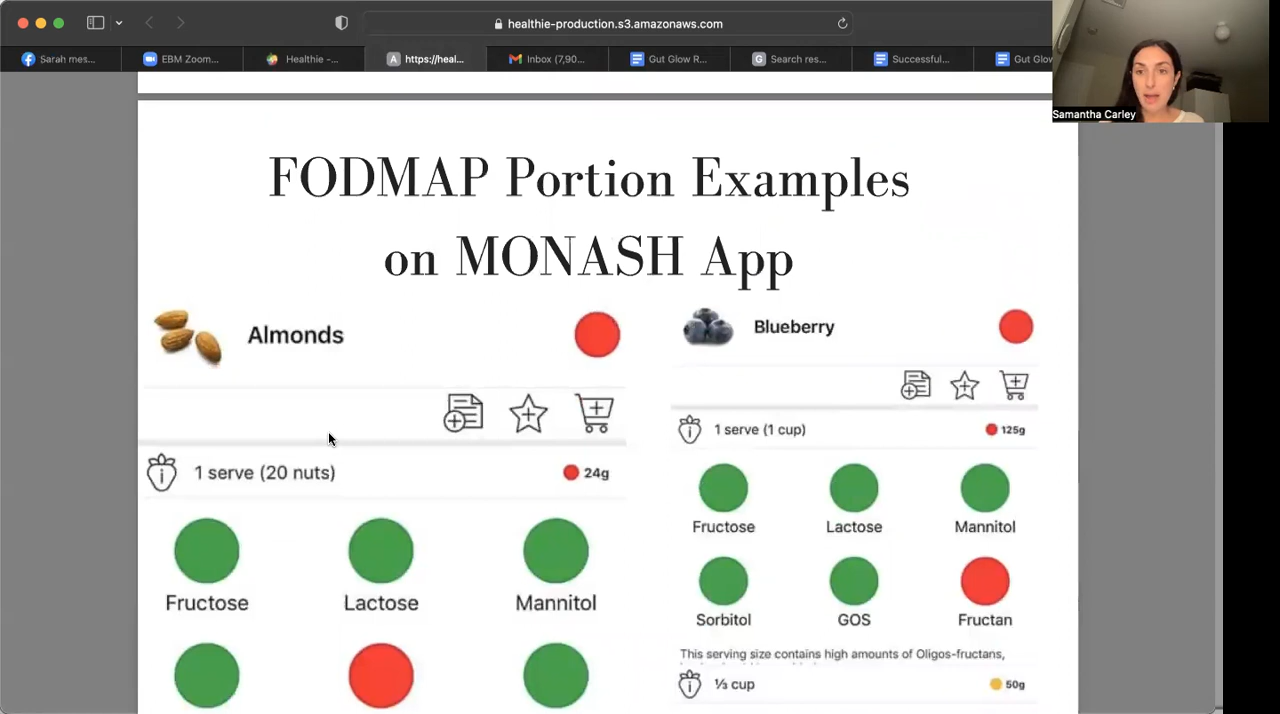 healthie-production.s3.amazonaws.com
Sarah mes...
EBM Zoom...
Healthie -...
A
https://heal...
Inbox (7,90...
Gut Glow R...
G
Search res...
Successful...
Gut Glow
Samantha Carley
FODMAP Portion Examples
on MONASH App
Almonds
1 serve (20 nuts)
24g
Fructose
Lactose
Mannitol
Blueberry
1 serve (1 cup)
125g
Fructose
Lactose
Mannitol
Sorbitol
GOS
Fructan
This serving size contains high amounts of Oligos-fructans,
⅓ cup
50g